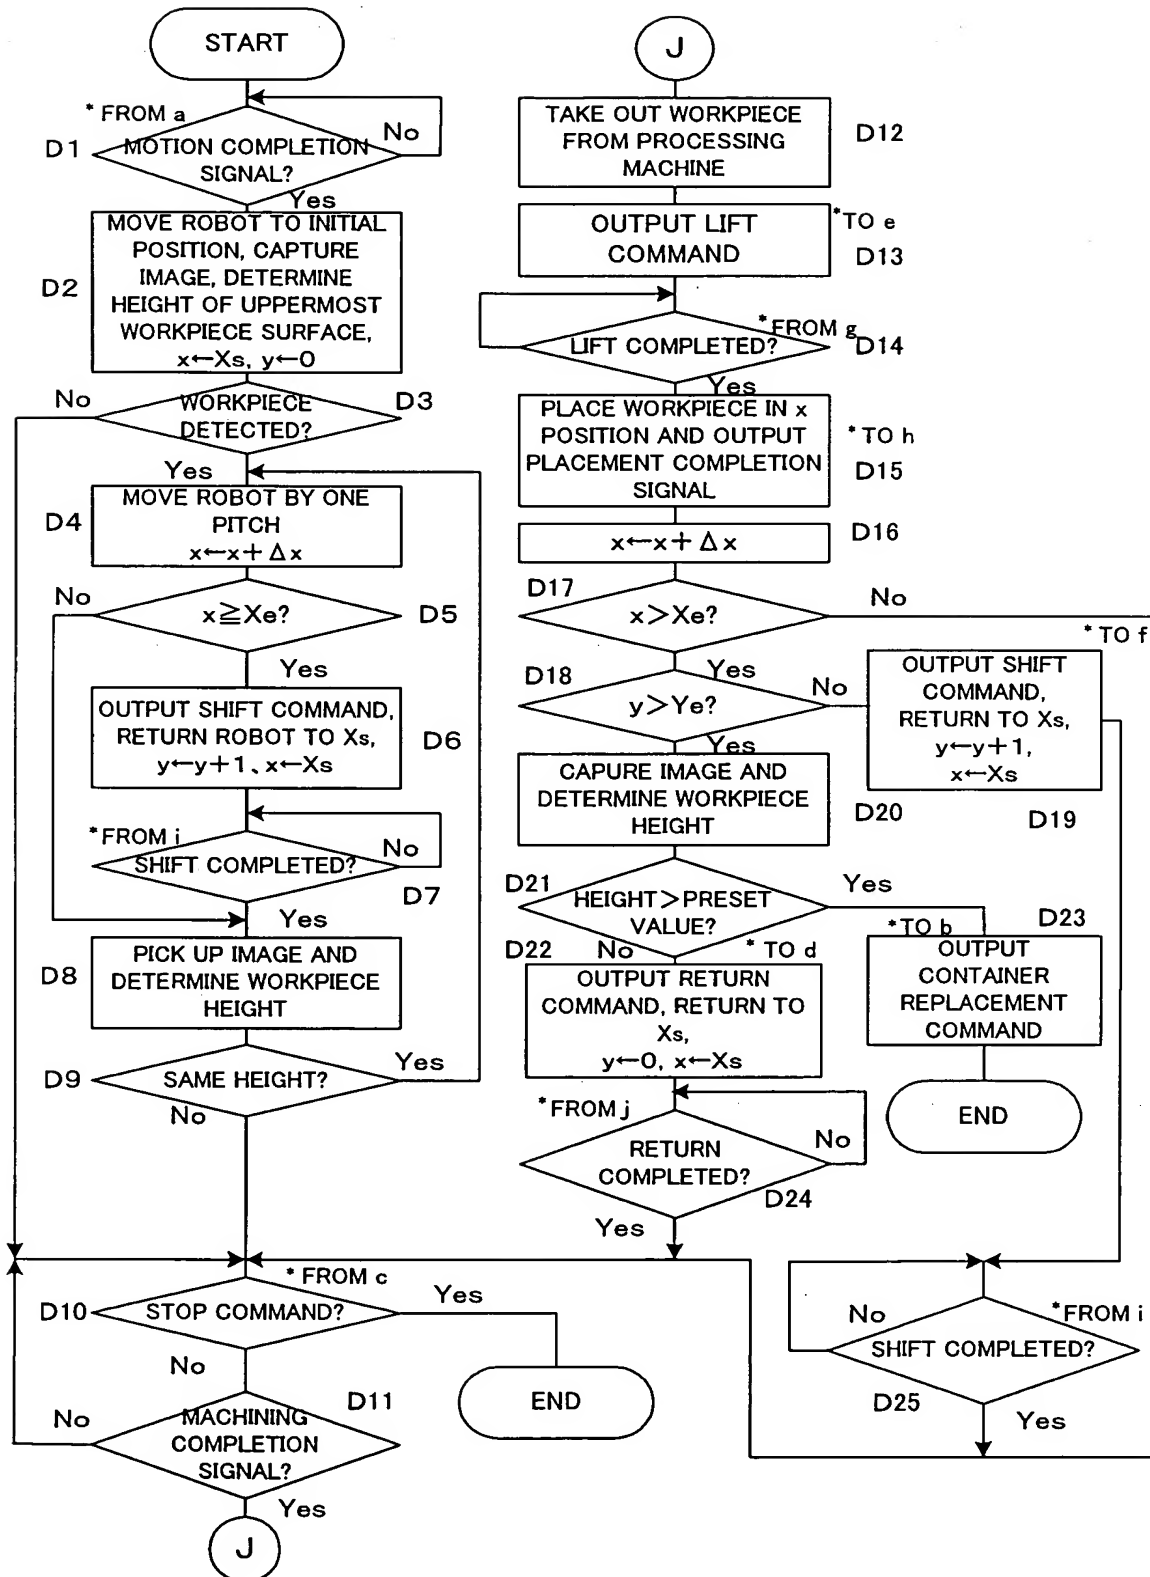 START
* FROM a
D1
MOTION COMPLETION
SIGNAL?
No
Yes
MOVE ROBOT TO INITIAL
POSITION, CAPTURE
IMAGE, DETERMINE
HEIGHT OF UPPERMOST
WORKPIECE SURFACE,
x←Xs, y←0
D2
No
WORKPIECE
DETECTED?
D3
Yes
MOVE ROBOT BY ONE
PITCH
x←x+Δx
D4
No
x≧Xe?
D5
Yes
OUTPUT SHIFT COMMAND,
RETURN ROBOT TO Xs,
y←y+1、x←Xs
D6
*FROM i
SHIFT COMPLETED?
No
D7
Yes
PICK UP IMAGE AND
DETERMINE WORKPIECE
HEIGHT
D8
D9
SAME HEIGHT?
Yes
No
* FROM c
D10
STOP COMMAND?
Yes
No
END
D11
No
MACHINING
COMPLETION
SIGNAL?
Yes
J
J
TAKE OUT WORKPIECE
FROM PROCESSING
MACHINE
D12
OUTPUT LIFT
COMMAND
*TO e
D13
*FROM g
LIFT COMPLETED?
D14
Yes
PLACE WORKPIECE IN x
POSITION AND OUTPUT
PLACEMENT COMPLETION
SIGNAL
* TO h
D15
x←x+Δx
D16
D17
x>Xe?
No
* TO f
Yes
D18
y>Ye?
No
Yes
OUTPUT SHIFT
COMMAND,
RETURN TO Xs,
y←y+1,
x←Xs
D19
CAPURE IMAGE AND
DETERMINE WORKPIECE
HEIGHT
D20
D21
HEIGHT>PRESET
VALUE?
Yes
No
D22
* TO d
OUTPUT RETURN
COMMAND, RETURN TO
Xs,
y←0, x←Xs
*TO b
D23
OUTPUT
CONTAINER
REPLACEMENT
COMMAND
END
*FROM j
RETURN
COMPLETED?
No
D24
Yes
No
*FROM i
SHIFT COMPLETED?
D25
Yes